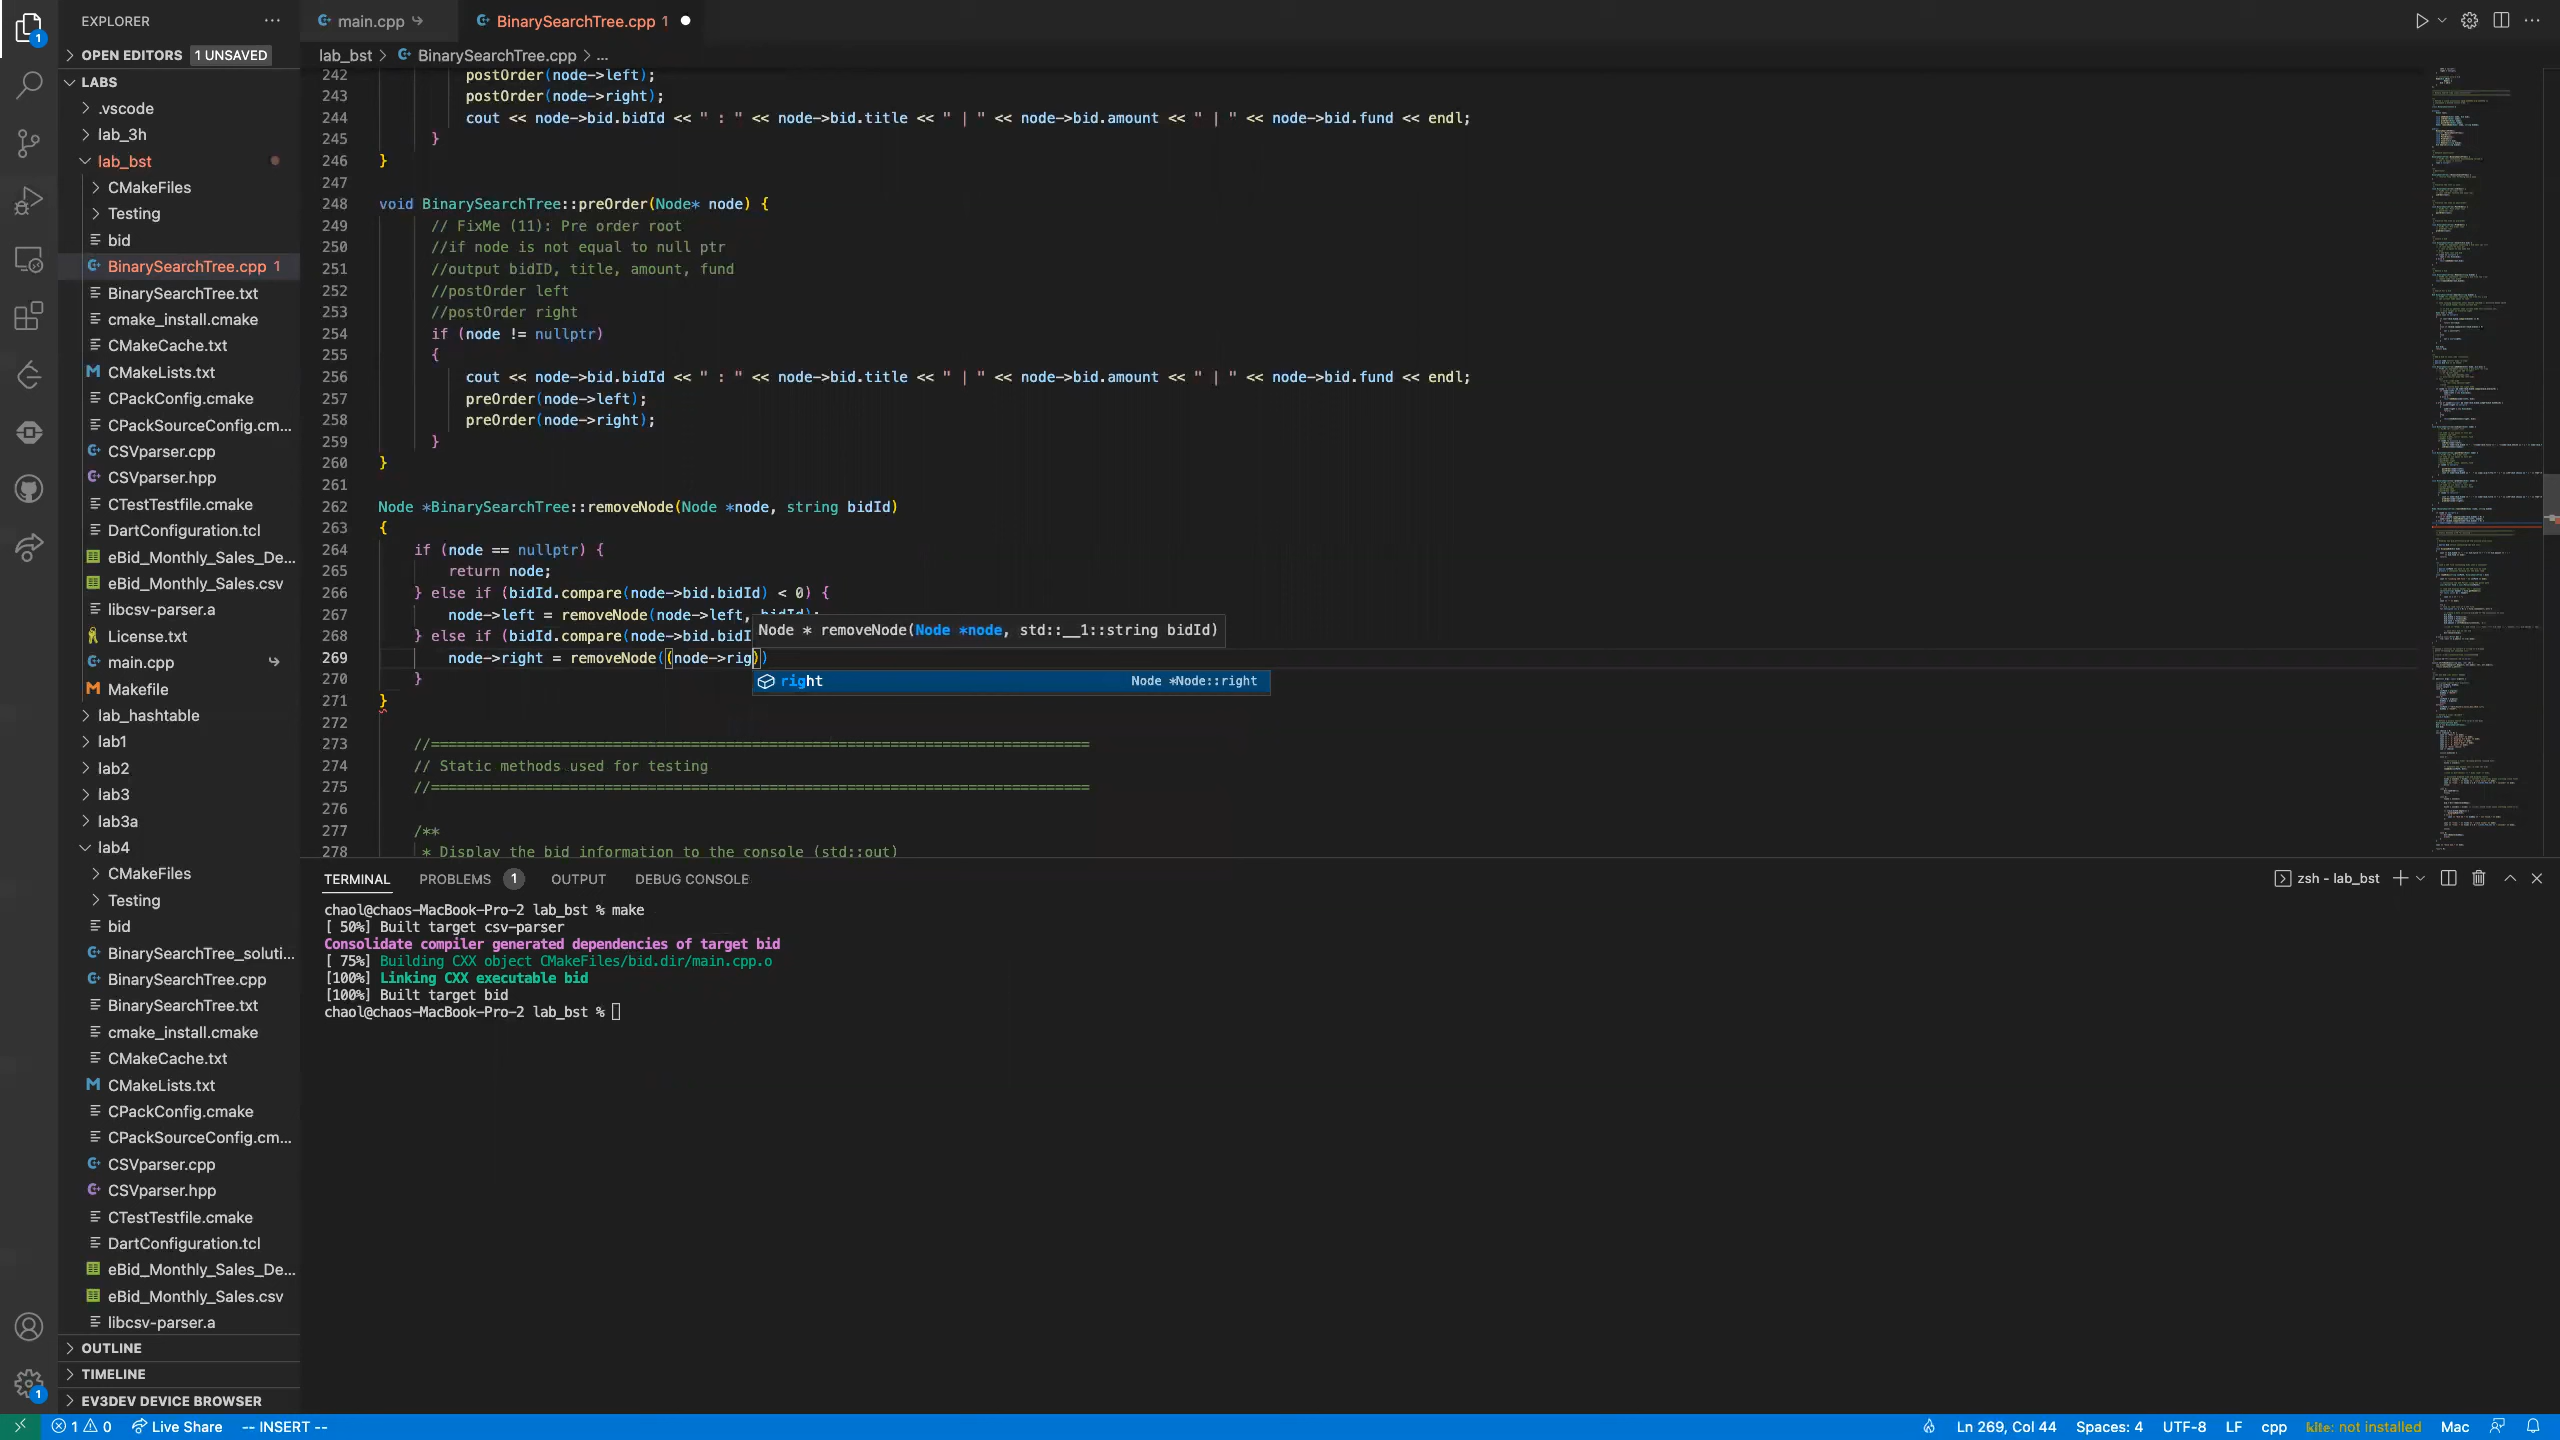 EXPLORER
main.cpp
BinarySearchTree.cpp 1
OPEN EDITORS 1 UNSAVED
lab_bst > BinarySearchTree.cpp > ...
LABS
.vscode
lab_3h
lab_bst
CMakeFiles
Testing
bid
BinarySearchTree.cpp 1
BinarySearchTree.txt
cmake_install.cmake
CMakeCache.txt
CMakeLists.txt
CPackConfig.cmake
CPackSourceConfig.cm...
CSVparser.cpp
CSVparser.hpp
CTestTestfile.cmake
DartConfiguration.tcl
eBid_Monthly_Sales_De...
eBid_Monthly_Sales.csv
libcsv-parser.a
License.txt
main.cpp
Makefile
lab_hashtable
lab1
lab2
lab3
lab3a
lab4
CMakeFiles
Testing
bid
BinarySearchTree_soluti...
BinarySearchTree.cpp
BinarySearchTree.txt
cmake_install.cmake
CMakeCache.txt
CMakeLists.txt
CPackConfig.cmake
CPackSourceConfig.cm...
CSVparser.cpp
CSVparser.hpp
CTestTestfile.cmake
DartConfiguration.tcl
eBid_Monthly_Sales_De...
eBid_Monthly_Sales.csv
libcsv-parser.a
OUTLINE
TIMELINE
EV3DEV DEVICE BROWSER
242 postOrder(node->left);
243 postOrder(node->right);
244 cout << node->bid.bidId << " : " << node->bid.title << " | " << node->bid.amount << " | " << node->bid.fund << endl;
245 }
246 }
247
248 void BinarySearchTree::preOrder(Node* node) {
249 // FixMe (11): Pre order root
250 //if node is not equal to null ptr
251 //output bidID, title, amount, fund
252 //postOrder left
253 //postOrder right
254 if (node != nullptr)
255 {
256 cout << node->bid.bidId << " : " << node->bid.title << " | " << node->bid.amount << " | " << node->bid.fund << endl;
257 preOrder(node->left);
258 preOrder(node->right);
259 }
260 }
261
262 Node *BinarySearchTree::removeNode(Node *node, string bidId)
263 {
264 if (node == nullptr) {
265 return node;
266 } else if (bidId.compare(node->bid.bidId) < 0) {
267 node->left = removeNode(node->left, bidId);
Node * removeNode(Node *node, std::__1::string bidId)
268 } else if (bidId.compare(node->bid.bidI
269 node->right = removeNode((node->rig))
right Node *Node::right
270 }
271 }
272
273 //============================================================================
274 // Static methods used for testing
275 //============================================================================
276
277 /**
278 * Display the bid information to the console (std::out)
TERMINAL PROBLEMS 1 OUTPUT DEBUG CONSOLE
zsh - lab_bst
chaol@chaos-MacBook-Pro-2 lab_bst % make
[ 50%] Built target csv-parser
Consolidate compiler generated dependencies of target bid
[ 75%] Building CXX object CMakeFiles/bid.dir/main.cpp.o
[100%] Linking CXX executable bid
[100%] Built target bid
chaol@chaos-MacBook-Pro-2 lab_bst %
1
1
1 0 Live Share -- INSERT --
Ln 269, Col 44 Spaces: 4 UTF-8 LF cpp kite: not installed Mac